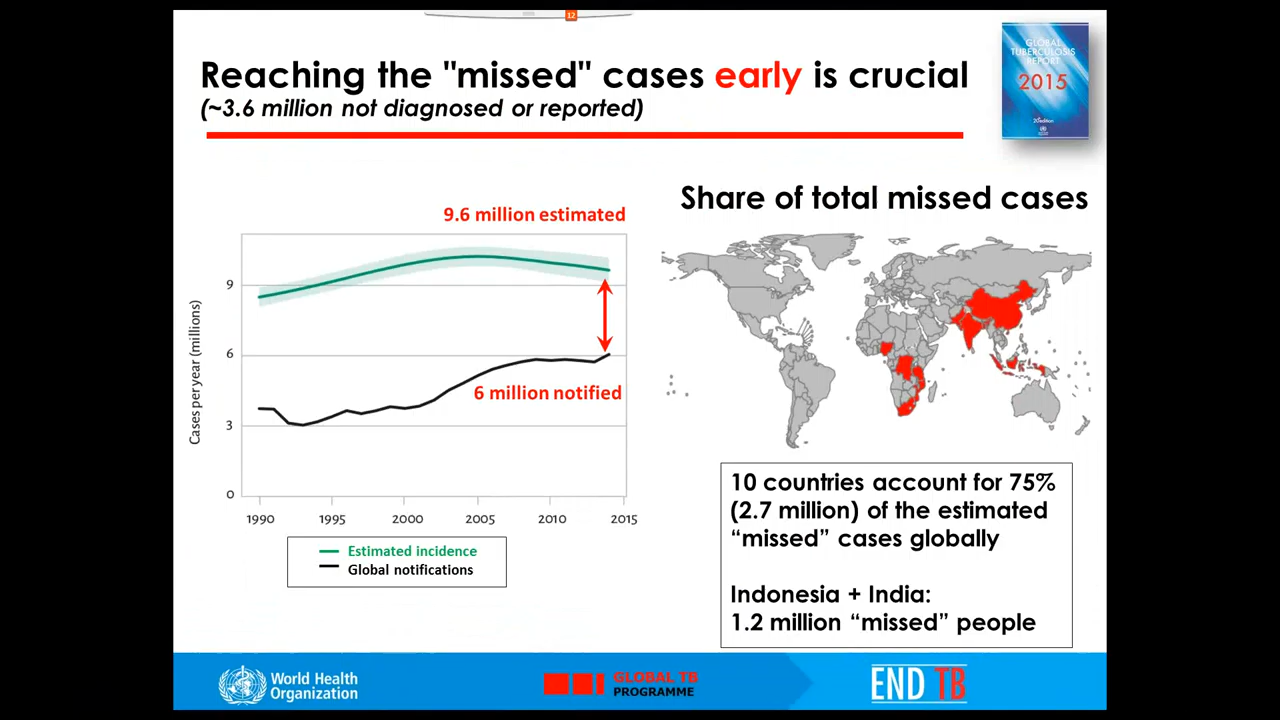 12
Reaching the "missed" cases early is crucial
(~3.6 million not diagnosed or reported)
GLOBAL
TUBERCULOSIS
REPORT
2015
Share of total missed cases
9.6 million estimated
6 million notified
Cases per year (millions)
9
6
3
0
1990 1995 2000 2005 2010 2015
Estimated incidence
Global notifications
10 countries account for 75%
(2.7 million) of the estimated
“missed” cases globally
Indonesia + India:
1.2 million “missed” people
World Health
Organization
GLOBAL TB
PROGRAMME
END TB